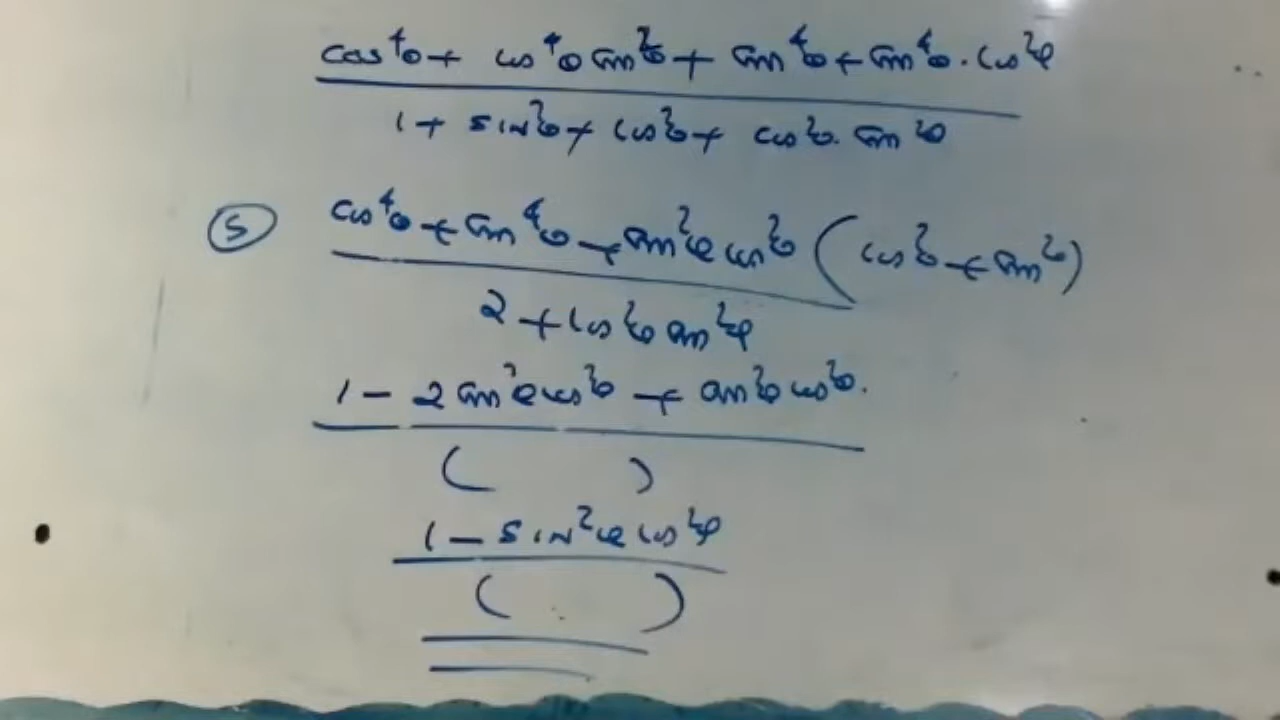 cos⁴θ + cos⁴θ sin²θ + sin⁴θ + sin⁴θ . cos²θ
1 + sin²θ + cos²θ + cos²θ. sin²θ
5 cos⁴θ + sin⁴θ + sin²θ cos²θ (cos²θ + sin²θ)
2 + cos²θ sin²θ
1 - 2 sin²θ cos²θ + sin²θ cos²θ.
( )
1 - sin²θ cos²θ
( )